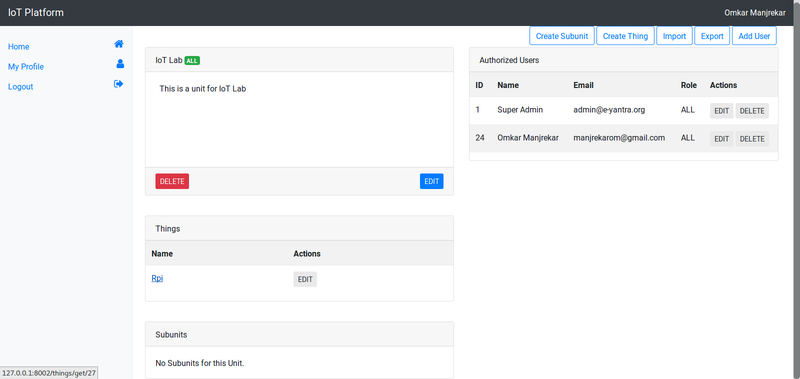 IoT Platform
Omkar Manjrekar
Home
My Profile
Logout
Create Subunit
Create Thing
Import
Export
Add User
IoT Lab ALL
This is a unit for IoT Lab
DELETE
EDIT
Authorized Users
ID Name Email Role Actions
1 Super Admin admin@e-yantra.org ALL EDIT DELETE
24 Omkar Manjrekar manjrekarom@gmail.com ALL EDIT DELETE
Things
Name Actions
Rpi EDIT
Subunits
No Subunits for this Unit.
127.0.0.1:8002/things/get/27